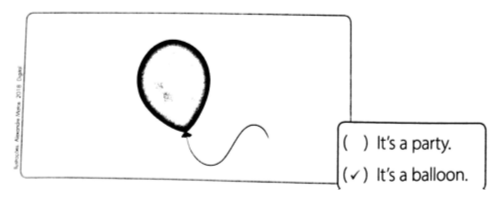 ( ) It's a party.
(✓) It's a balloon.